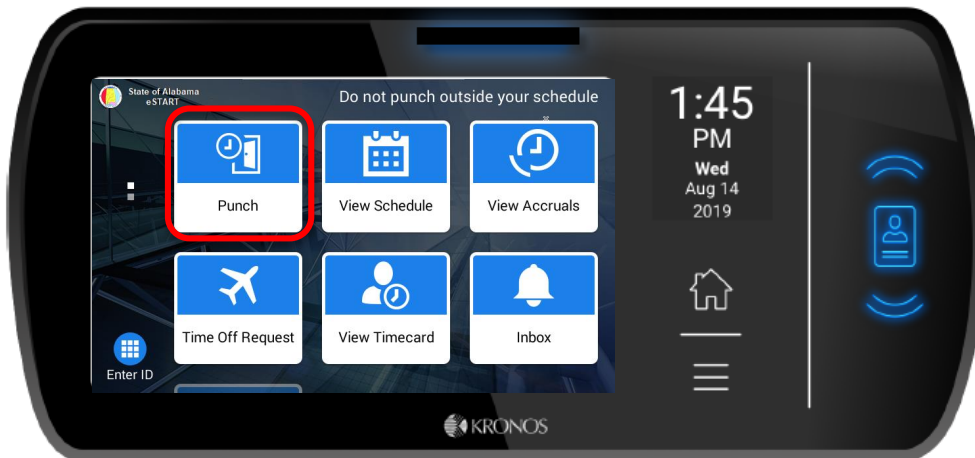 State of Alabama
eSTART
Do not punch outside your schedule
Punch
View Schedule
View Accruals
Time Off Request
View Timecard
Inbox
Enter ID
1:45
PM
Wed
Aug 14
2019
KRONOS